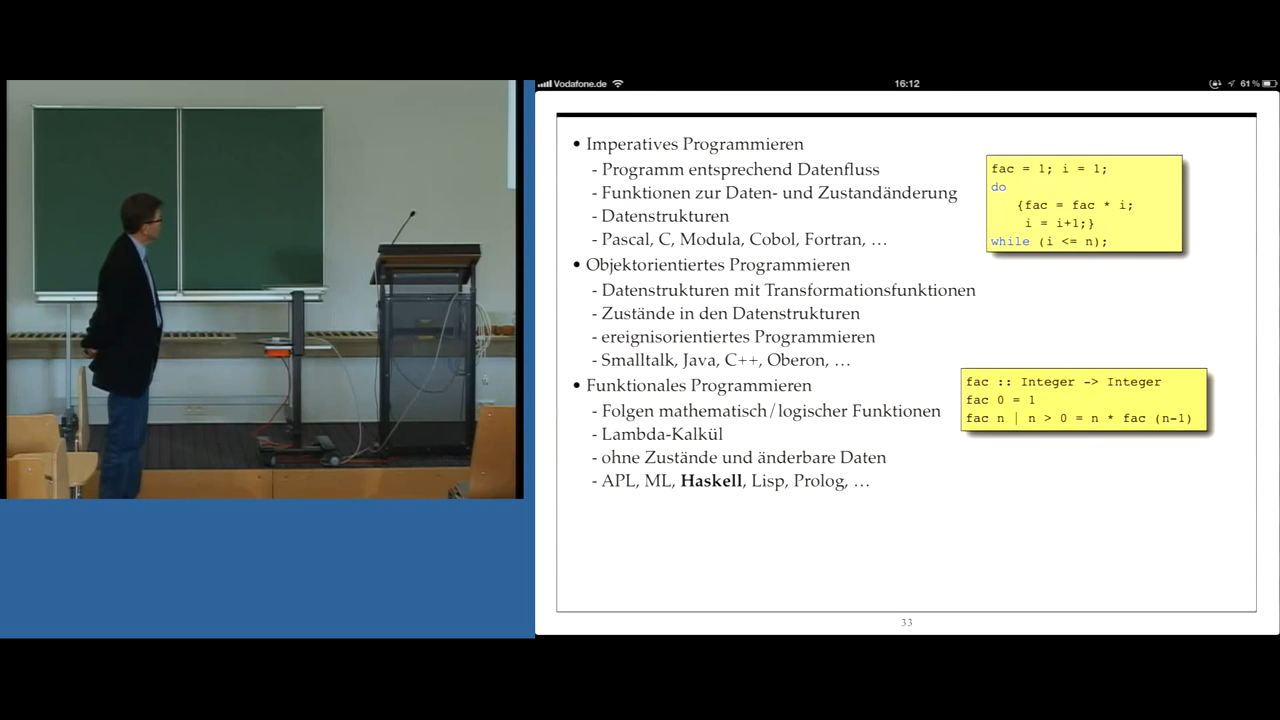 Vodafone.de
16:12
61 %
• Imperatives Programmieren
- Programm entsprechend Datenfluss
- Funktionen zur Daten- und Zustandänderung
- Datenstrukturen
- Pascal, C, Modula, Cobol, Fortran, …
fac = 1; i = 1;
do
{fac = fac * i;
i = i+1;}
while (i <= n);
• Objektorientiertes Programmieren
- Datenstrukturen mit Transformationsfunktionen
- Zustände in den Datenstrukturen
- ereignisorientiertes Programmieren
- Smalltalk, Java, C++, Oberon, …
• Funktionales Programmieren
- Folgen mathematisch/logischer Funktionen
- Lambda-Kalkül
- ohne Zustände und änderbare Daten
- APL, ML, Haskell, Lisp, Prolog, …
fac :: Integer -> Integer
fac 0 = 1
fac n | n > 0 = n * fac (n-1)
33